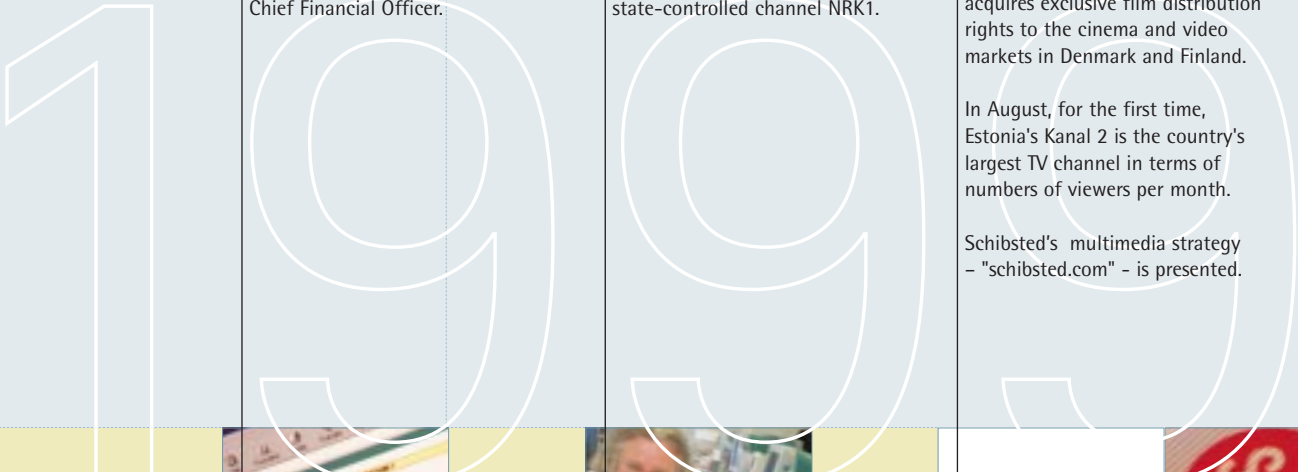 Chief Financial Officer.
state-controlled channel NRK1.
acquires exclusive film distribution
rights to the cinema and video
markets in Denmark and Finland.
In August, for the first time,
Estonia's Kanal 2 is the country's
largest TV channel in terms of
numbers of viewers per month.
Schibsted's  multimedia strategy
– "schibsted.com" - is presented.
1999